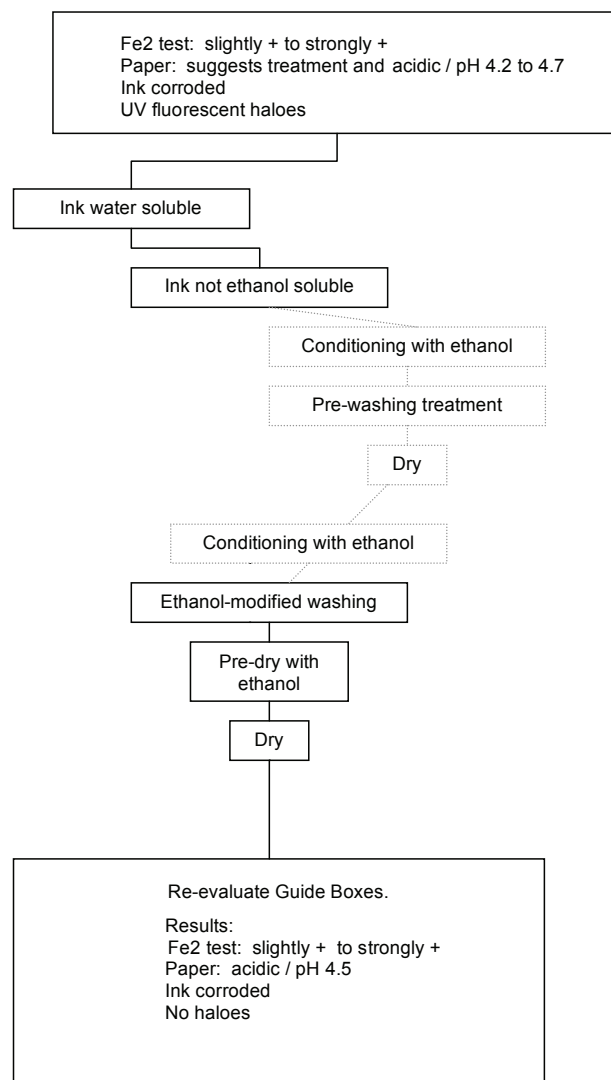 Fe2 test: slightly + to strongly +
Paper: suggests treatment and acidic / pH 4.2 to 4.7
Ink corroded
UV fluorescent haloes
Ink water soluble
Ink not ethanol soluble
Conditioning with ethanol
Pre-washing treatment
Dry
Conditioning with ethanol
Ethanol-modified washing
Pre-dry with
ethanol
Dry
Re-evaluate Guide Boxes.
Results:
Fe2 test: slightly + to strongly +
Paper: acidic / pH 4.5
Ink corroded
No haloes